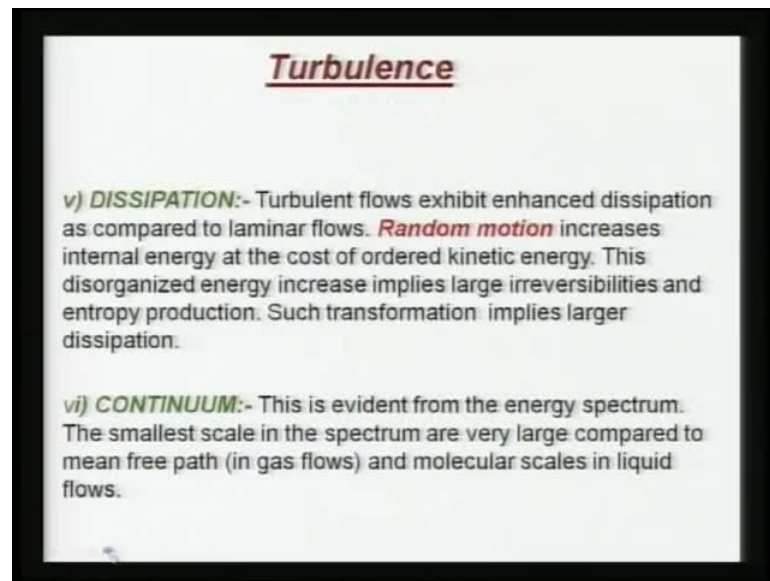 Turbulence
v) DISSIPATION:- Turbulent flows exhibit enhanced dissipation
as compared to laminar flows. Random motion increases
internal energy at the cost of ordered kinetic energy. This
disorganized energy increase implies large irreversibilities and
entropy production. Such transformation implies larger
dissipation.
vi) CONTINUUM:- This is evident from the energy spectrum.
The smallest scale in the spectrum are very large compared to
mean free path (in gas flows) and molecular scales in liquid
flows.